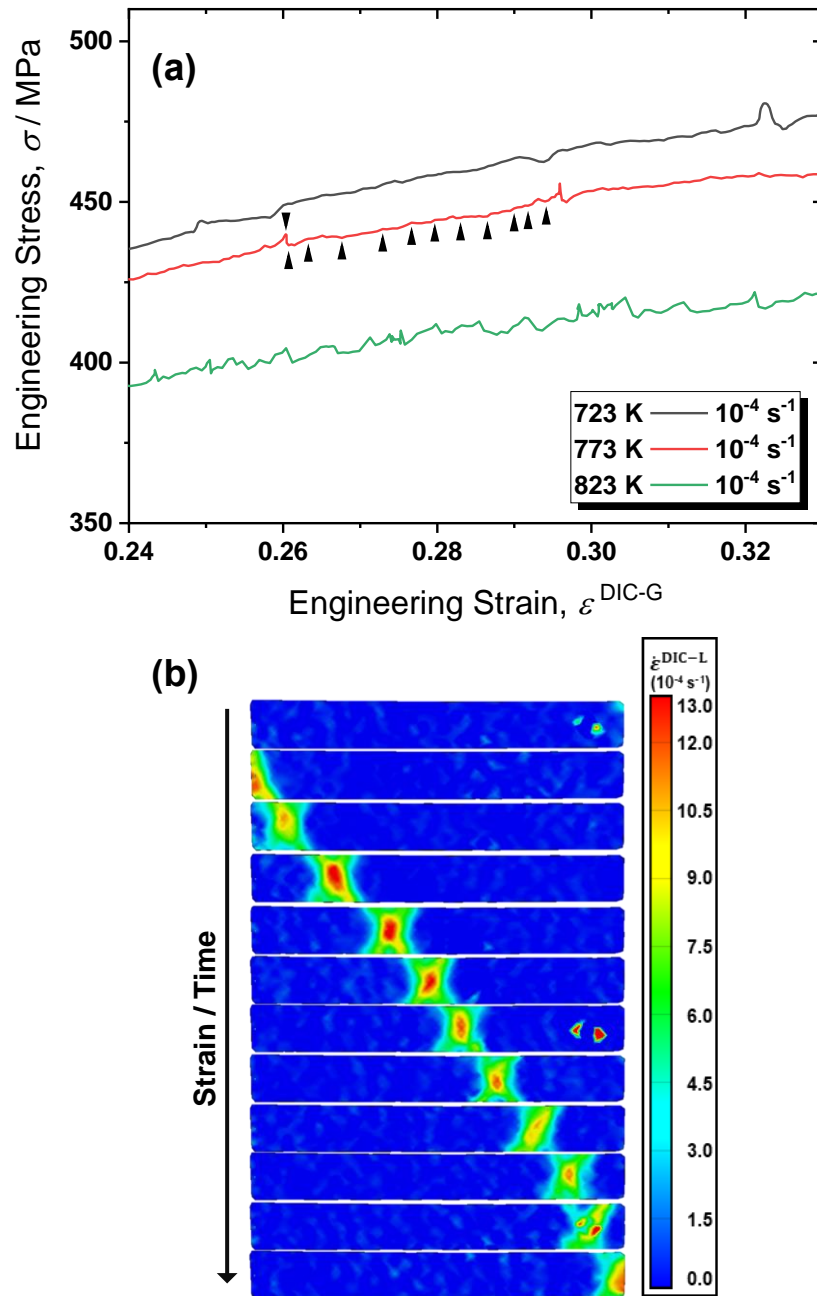 (a)
500
450
400
350
Engineering Stress, σ / MPa
723 K 10⁻⁴ s⁻¹
773 K 10⁻⁴ s⁻¹
823 K 10⁻⁴ s⁻¹
0.24 0.26 0.28 0.30 0.32
Engineering Strain, ε DIC-G
(b)
Strain / Time
ε̇ DIC−L
(10⁻⁴ s⁻¹)
13.0
12.0
10.5
9.0
7.5
6.0
4.5
3.0
1.5
0.0